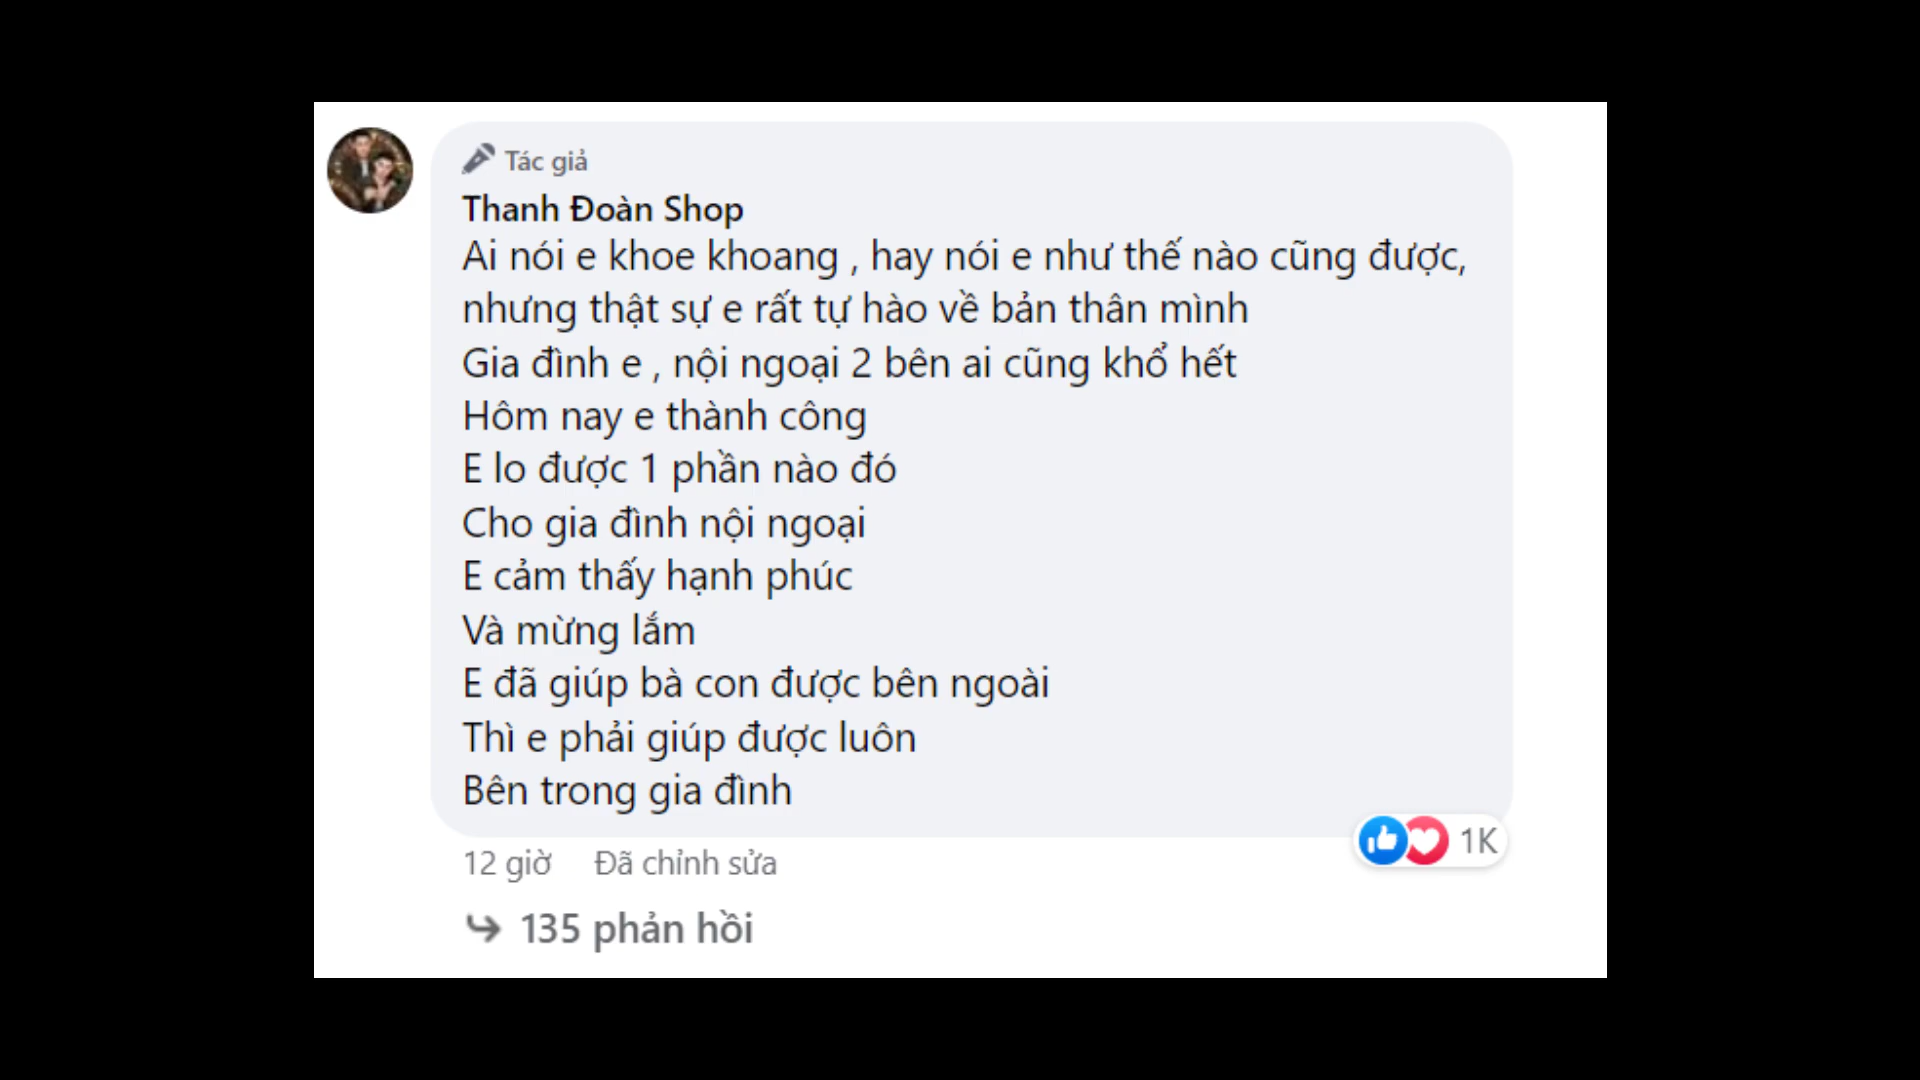 Tác giả
Thanh Đoàn Shop
Ai nói e khoe khoang , hay nói e như thế nào cũng được,
nhưng thật sự e rất tự hào về bản thân mình
Gia đình e , nội ngoại 2 bên ai cũng khổ hết
Hôm nay e thành công
E lo được 1 phần nào đó
Cho gia đình nội ngoại
E cảm thấy hạnh phúc
Và mừng lắm
E đã giúp bà con được bên ngoài
Thì e phải giúp được luôn
Bên trong gia đình
1K
12 giờ Đã chỉnh sửa
135 phản hồi